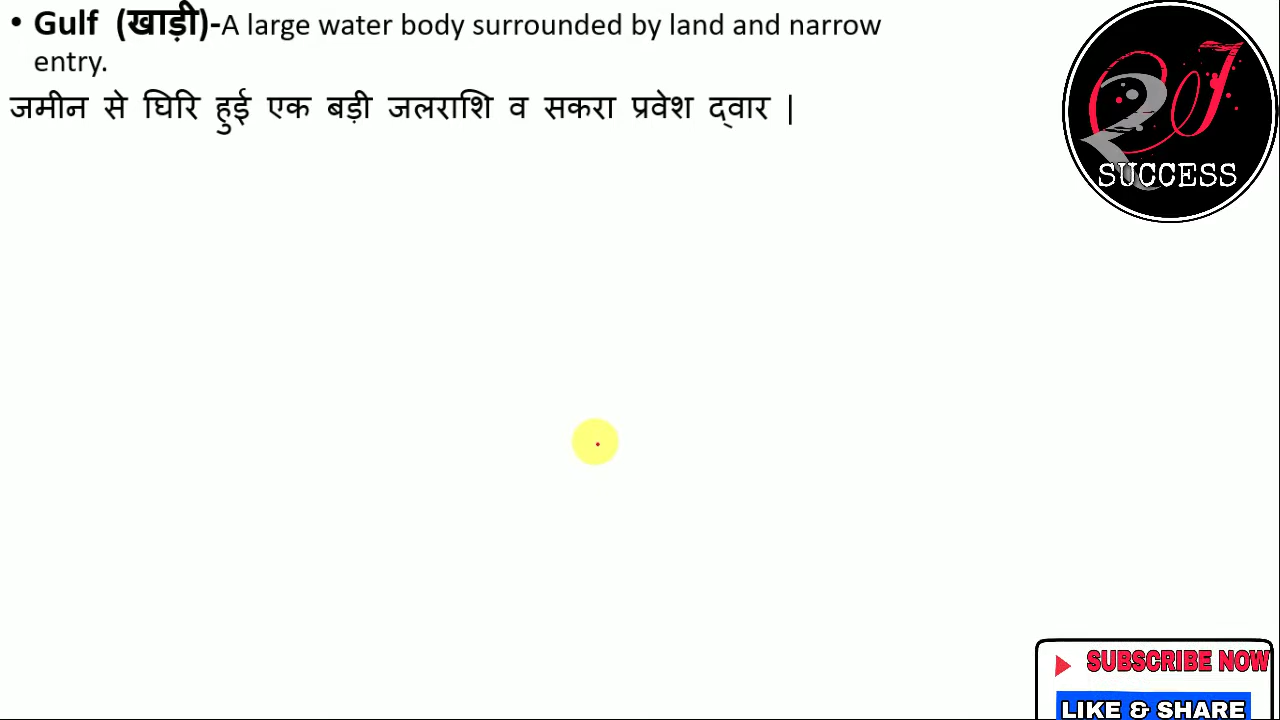 • Gulf (खाड़ी)-A large water body surrounded by land and narrow
entry.
जमीन से घिरि हुई एक बड़ी जलराशि व सकरा प्रवेश द्वार |
SUCCESS
SUBSCRIBE NOW
LIKE & SHARE